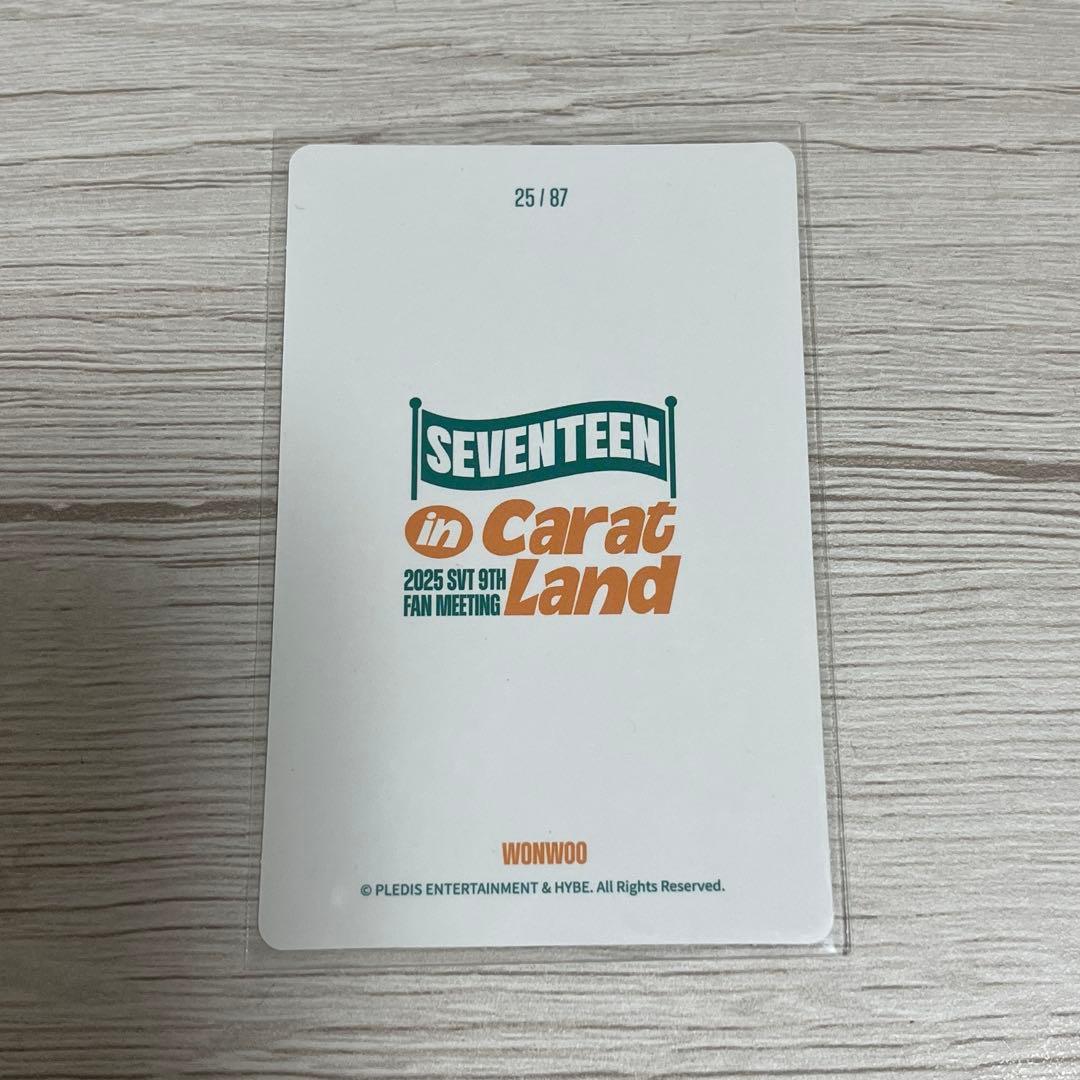 25 / 87
SEVENTEEN
in Carat
2025 SVT 9TH
FAN MEETING
Land
WONWOO
© PLEDIS ENTERTAINMENT & HYBE. All Rights Reserved.